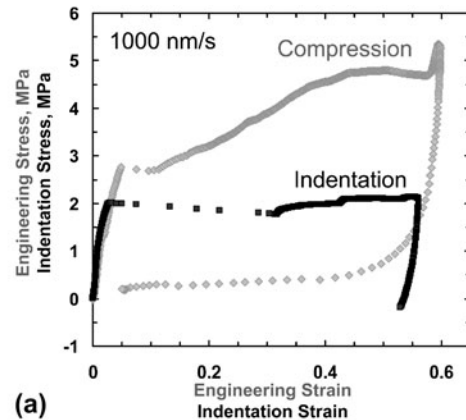 1000 nm/s
Compression
Indentation
Engineering Stress, MPa
Indentation Stress, MPa
6
5
4
3
2
1
0
-1
0
0.2
0.4
0.6
Engineering Strain
Indentation Strain
(a)